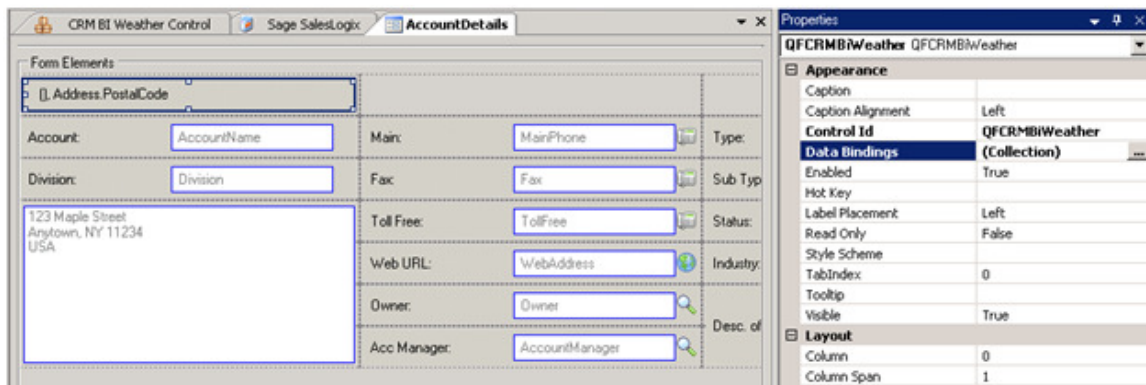 CRM BI Weather Control
Sage SalesLogix
AccountDetails
Form Elements
[], Address.PostalCode
Account: AccountName Main: MainPhone Type:
Division: Division Fax: Fax Sub Typ
123 Maple Street
Anytown, NY 11234
USA
Toll Free: TollFree Status:
Web URL: WebAddress Industry:
Owner: Owner
Desc. of
Acc Manager: AccountManager
Properties
QFCRMBiWeather QFCRMBiWeather
Appearance
Caption
Caption Alignment Left
Control Id QFCRMBiWeather
Data Bindings (Collection) ...
Enabled True
Hot Key
Label Placement Left
Read Only False
Style Scheme
TabIndex 0
Tooltip
Visible True
Layout
Column 0
Column Span 1